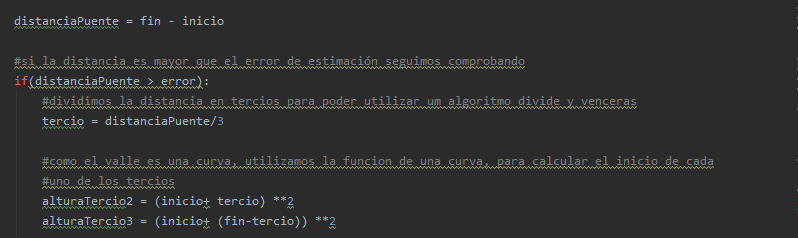 distanciaPuente = fin - inicio
#si la distancia es mayor que el error de estimación seguimos comprobando
if(distanciaPuente > error):
#dividimos la distancia en tercios para poder utilizar um algoritmo divide y venceras
tercio = distanciaPuente/3
#como el valle es una curva, utilizamos la funcion de una curva, para calcular el inicio de cada
#uno de los tercios
alturaTercio2 = (inicio+ tercio) **2
alturaTercio3 = (inicio+ (fin-tercio)) **2